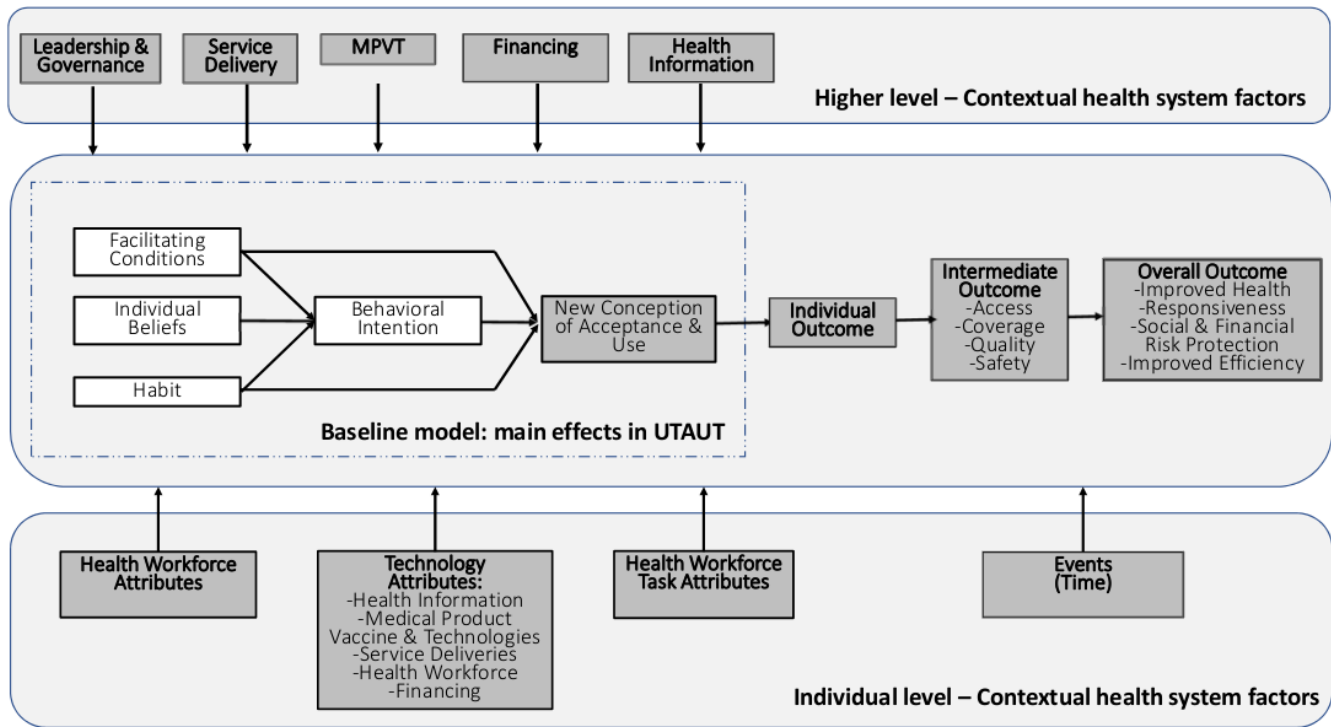 Leadership &
Governance
Service
Delivery
MPVT
Financing
Health
Information
Higher level – Contextual health system factors
Facilitating
Conditions
Individual
Beliefs
Habit
Behavioral
Intention
New Conception
of Acceptance &
Use
Baseline model: main effects in UTAUT
Individual
Outcome
Intermediate
Outcome
-Access
-Coverage
-Quality
-Safety
Overall Outcome
-Improved Health
-Responsiveness
-Social & Financial
Risk Protection
-Improved Efficiency
Health Workforce
Attributes
Technology
Attributes:
-Health Information
-Medical Product
Vaccine & Technologies
-Service Deliveries
-Health Workforce
-Financing
Health Workforce
Task Attributes
Events
(Time)
Individual level – Contextual health system factors